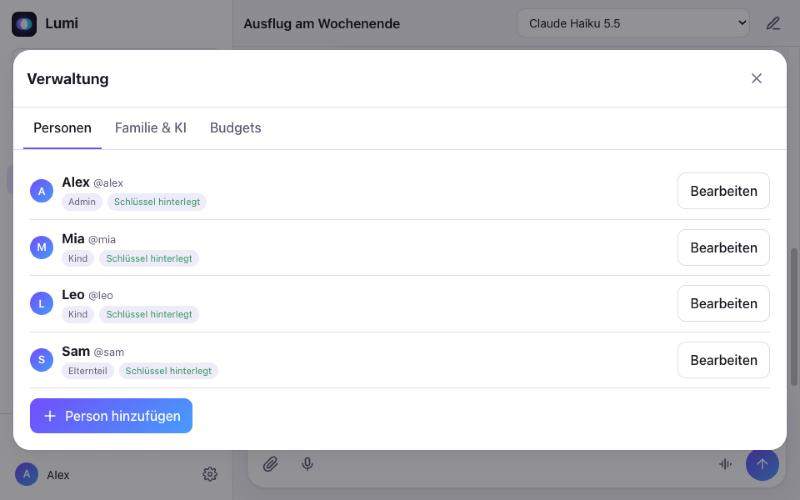 Lumi
Ausflug am Wochenende
Claude Haiku 5.5
Verwaltung
Personen Familie & KI Budgets
A
Alex @alex
Admin Schlüssel hinterlegt
Bearbeiten
M
Mia @mia
Kind Schlüssel hinterlegt
Bearbeiten
L
Leo @leo
Kind Schlüssel hinterlegt
Bearbeiten
S
Sam @sam
Elternteil Schlüssel hinterlegt
Bearbeiten
+ Person hinzufügen
A Alex